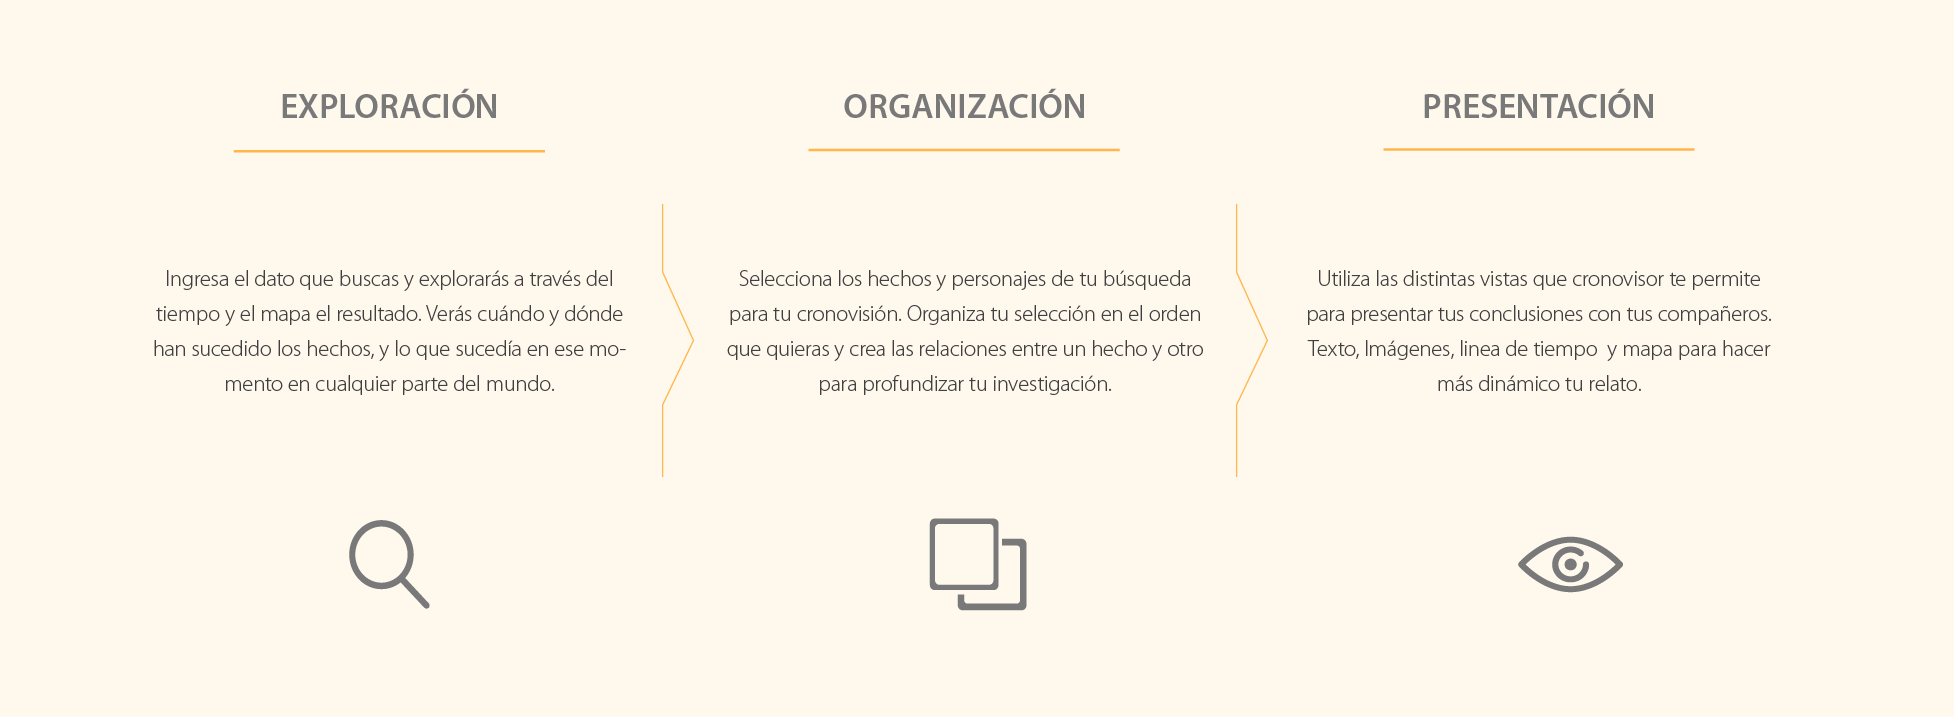 EXPLORACIÓN
Ingresa el dato que buscas y explorarás a través del
tiempo y el mapa el resultado. Verás cuándo y dónde
han sucedido los hechos, y lo que sucedía en ese mo-
mento en cualquier parte del mundo.
ORGANIZACIÓN
Selecciona los hechos y personajes de tu búsqueda
para tu cronovisión. Organiza tu selección en el orden
que quieras y crea las relaciones entre un hecho y otro
para profundizar tu investigación.
PRESENTACIÓN
Utiliza las distintas vistas que cronovisor te permite
para presentar tus conclusiones con tus compañeros.
Texto, Imágenes, linea de tiempo  y mapa para hacer
más dinámico tu relato.